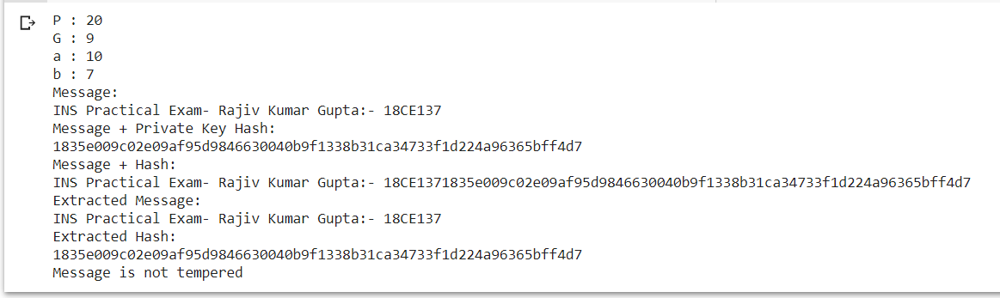 P : 20
G : 9
a : 10
b : 7
Message:
INS Practical Exam- Rajiv Kumar Gupta:- 18CE137
Message + Private Key Hash:
1835e009c02e09af95d9846630040b9f1338b31ca34733f1d224a96365bff4d7
Message + Hash:
INS Practical Exam- Rajiv Kumar Gupta:- 18CE1371835e009c02e09af95d9846630040b9f1338b31ca34733f1d224a96365bff4d7
Extracted Message:
INS Practical Exam- Rajiv Kumar Gupta:- 18CE137
Extracted Hash:
1835e009c02e09af95d9846630040b9f1338b31ca34733f1d224a96365bff4d7
Message is not tempered